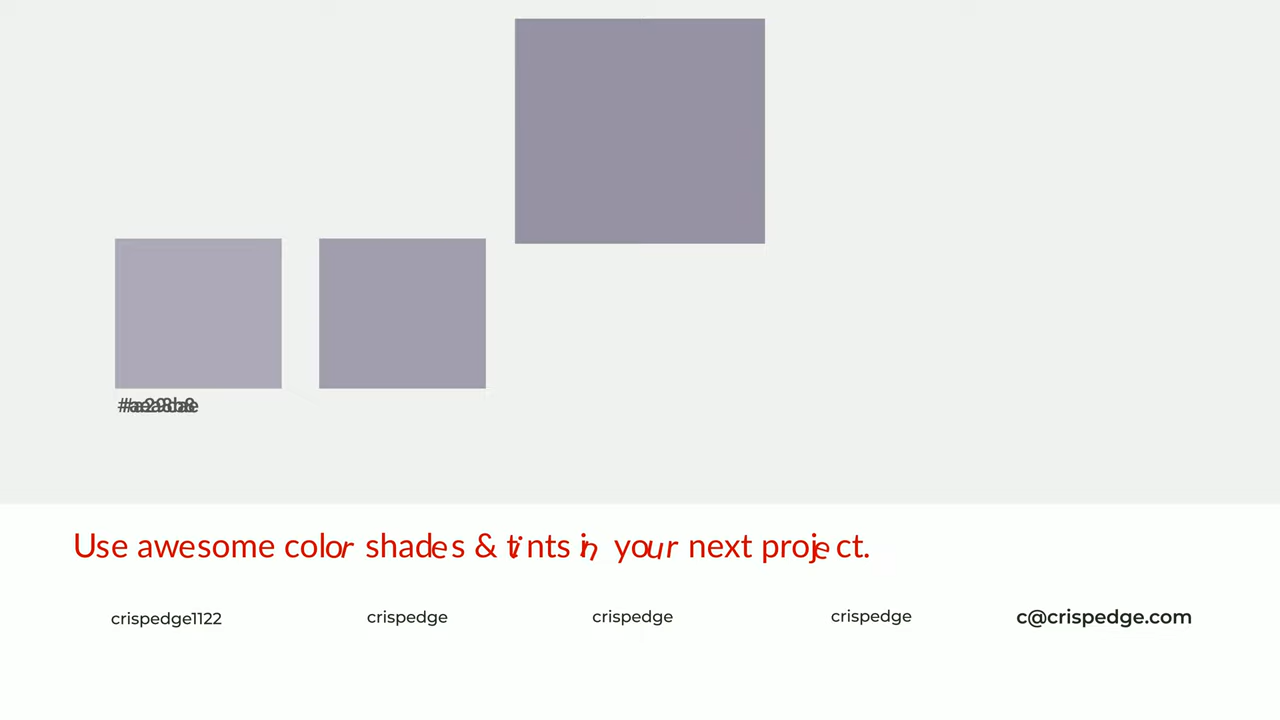 Use awesome color shades & tints in your next project.
crispedge1122 crispedge crispedge crispedge c@crispedge.com